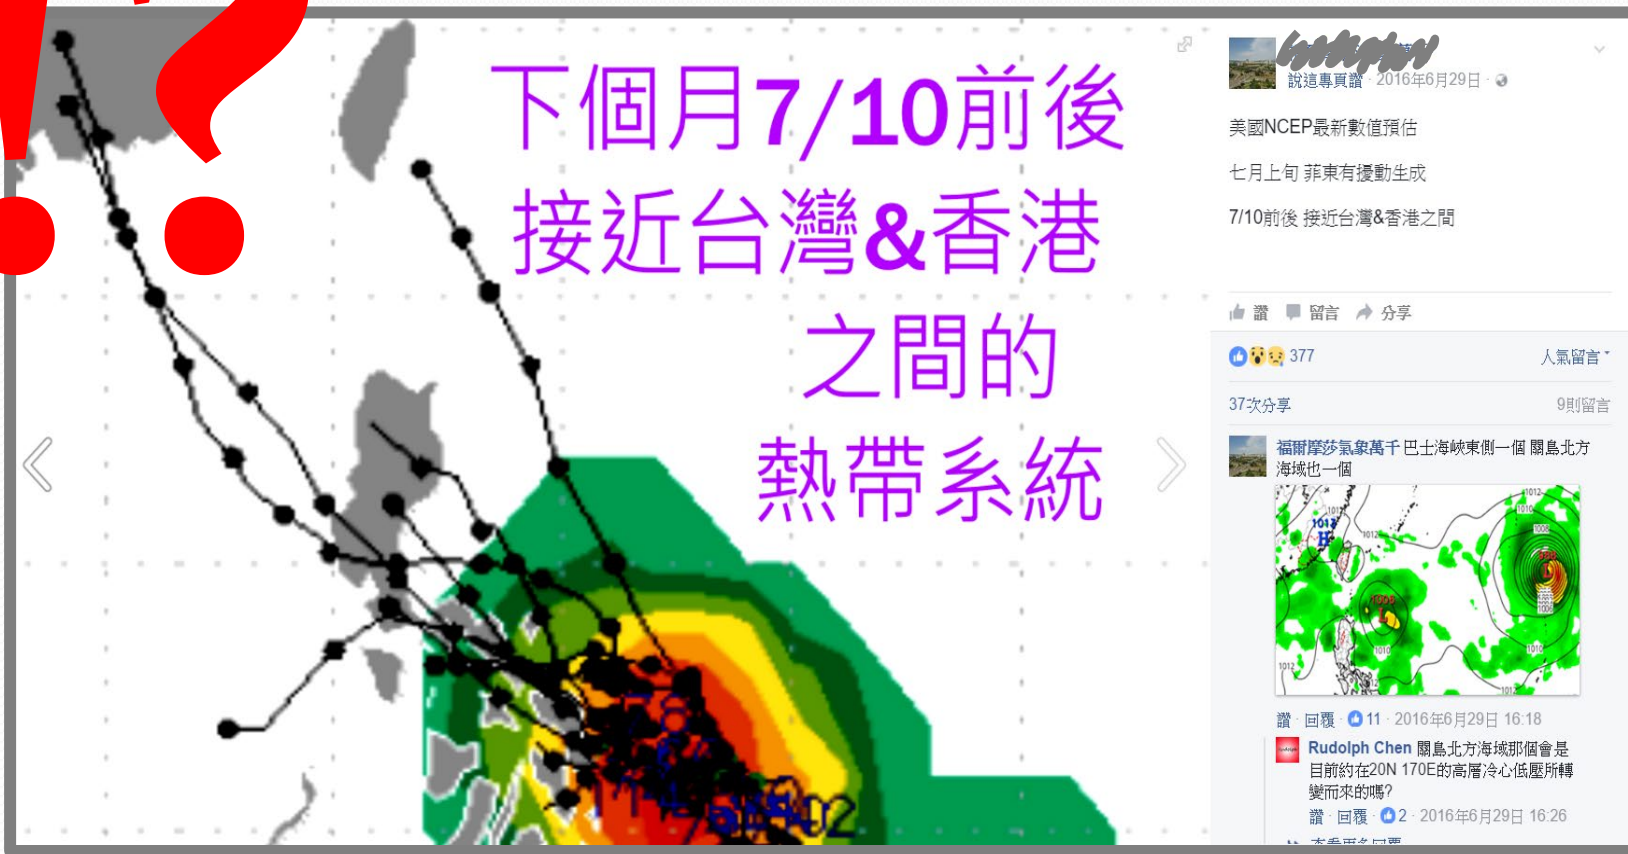 !?
下個月7/10前後
接近台灣&香港
之間的
熱帶系統
說這專頁讚 · 2016年6月29日 ·
美國NCEP最新數值預估
七月上旬 菲東有擾動生成
7/10前後 接近台灣&香港之間
讚 留言 分享
377 人氣留言
37次分享 9則留言
福爾摩莎氣象萬千 巴士海峽東側一個 關島北方
海域也一個
讚 · 回覆 · 11 · 2016年6月29日 16:18
Rudolph Chen 關島北方海域那個會是
目前約在20N 170E的高層冷心低壓所轉
變而來的嗎?
讚 · 回覆 · 2 · 2016年6月29日 16:26